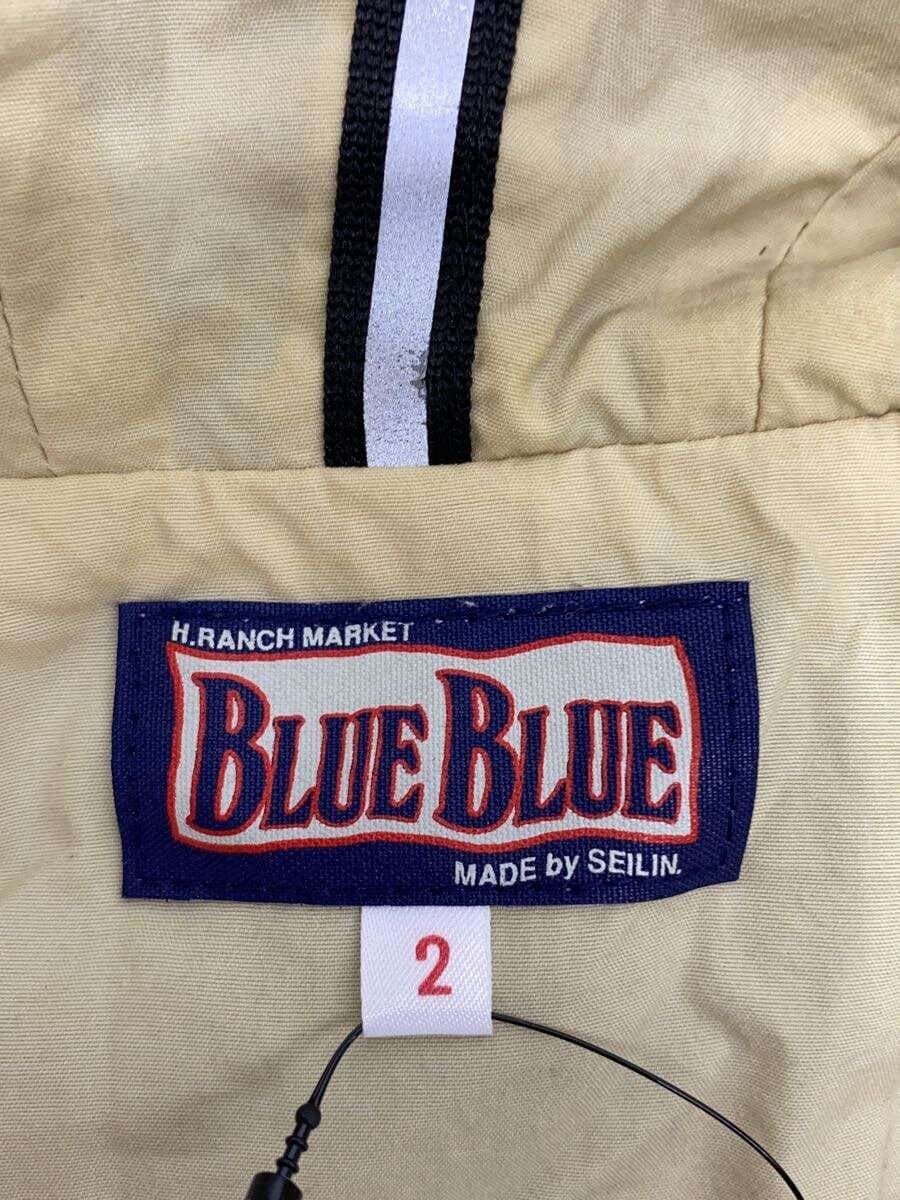 H.RANCH MARKET
BLUE BLUE
MADE by SEILIN.
2